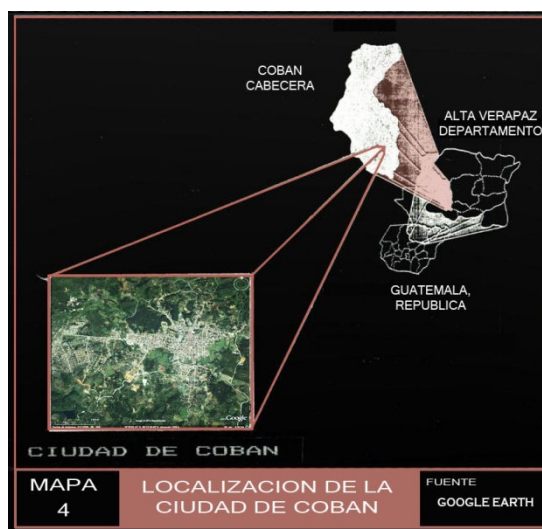 COBAN
CABECERA
ALTA VERAPAZ
DEPARTAMENTO
GUATEMALA,
REPUBLICA
Google
CIUDAD DE COBAN
MAPA
4
LOCALIZACION DE LA
CIUDAD DE COBAN
FUENTE
GOOGLE EARTH